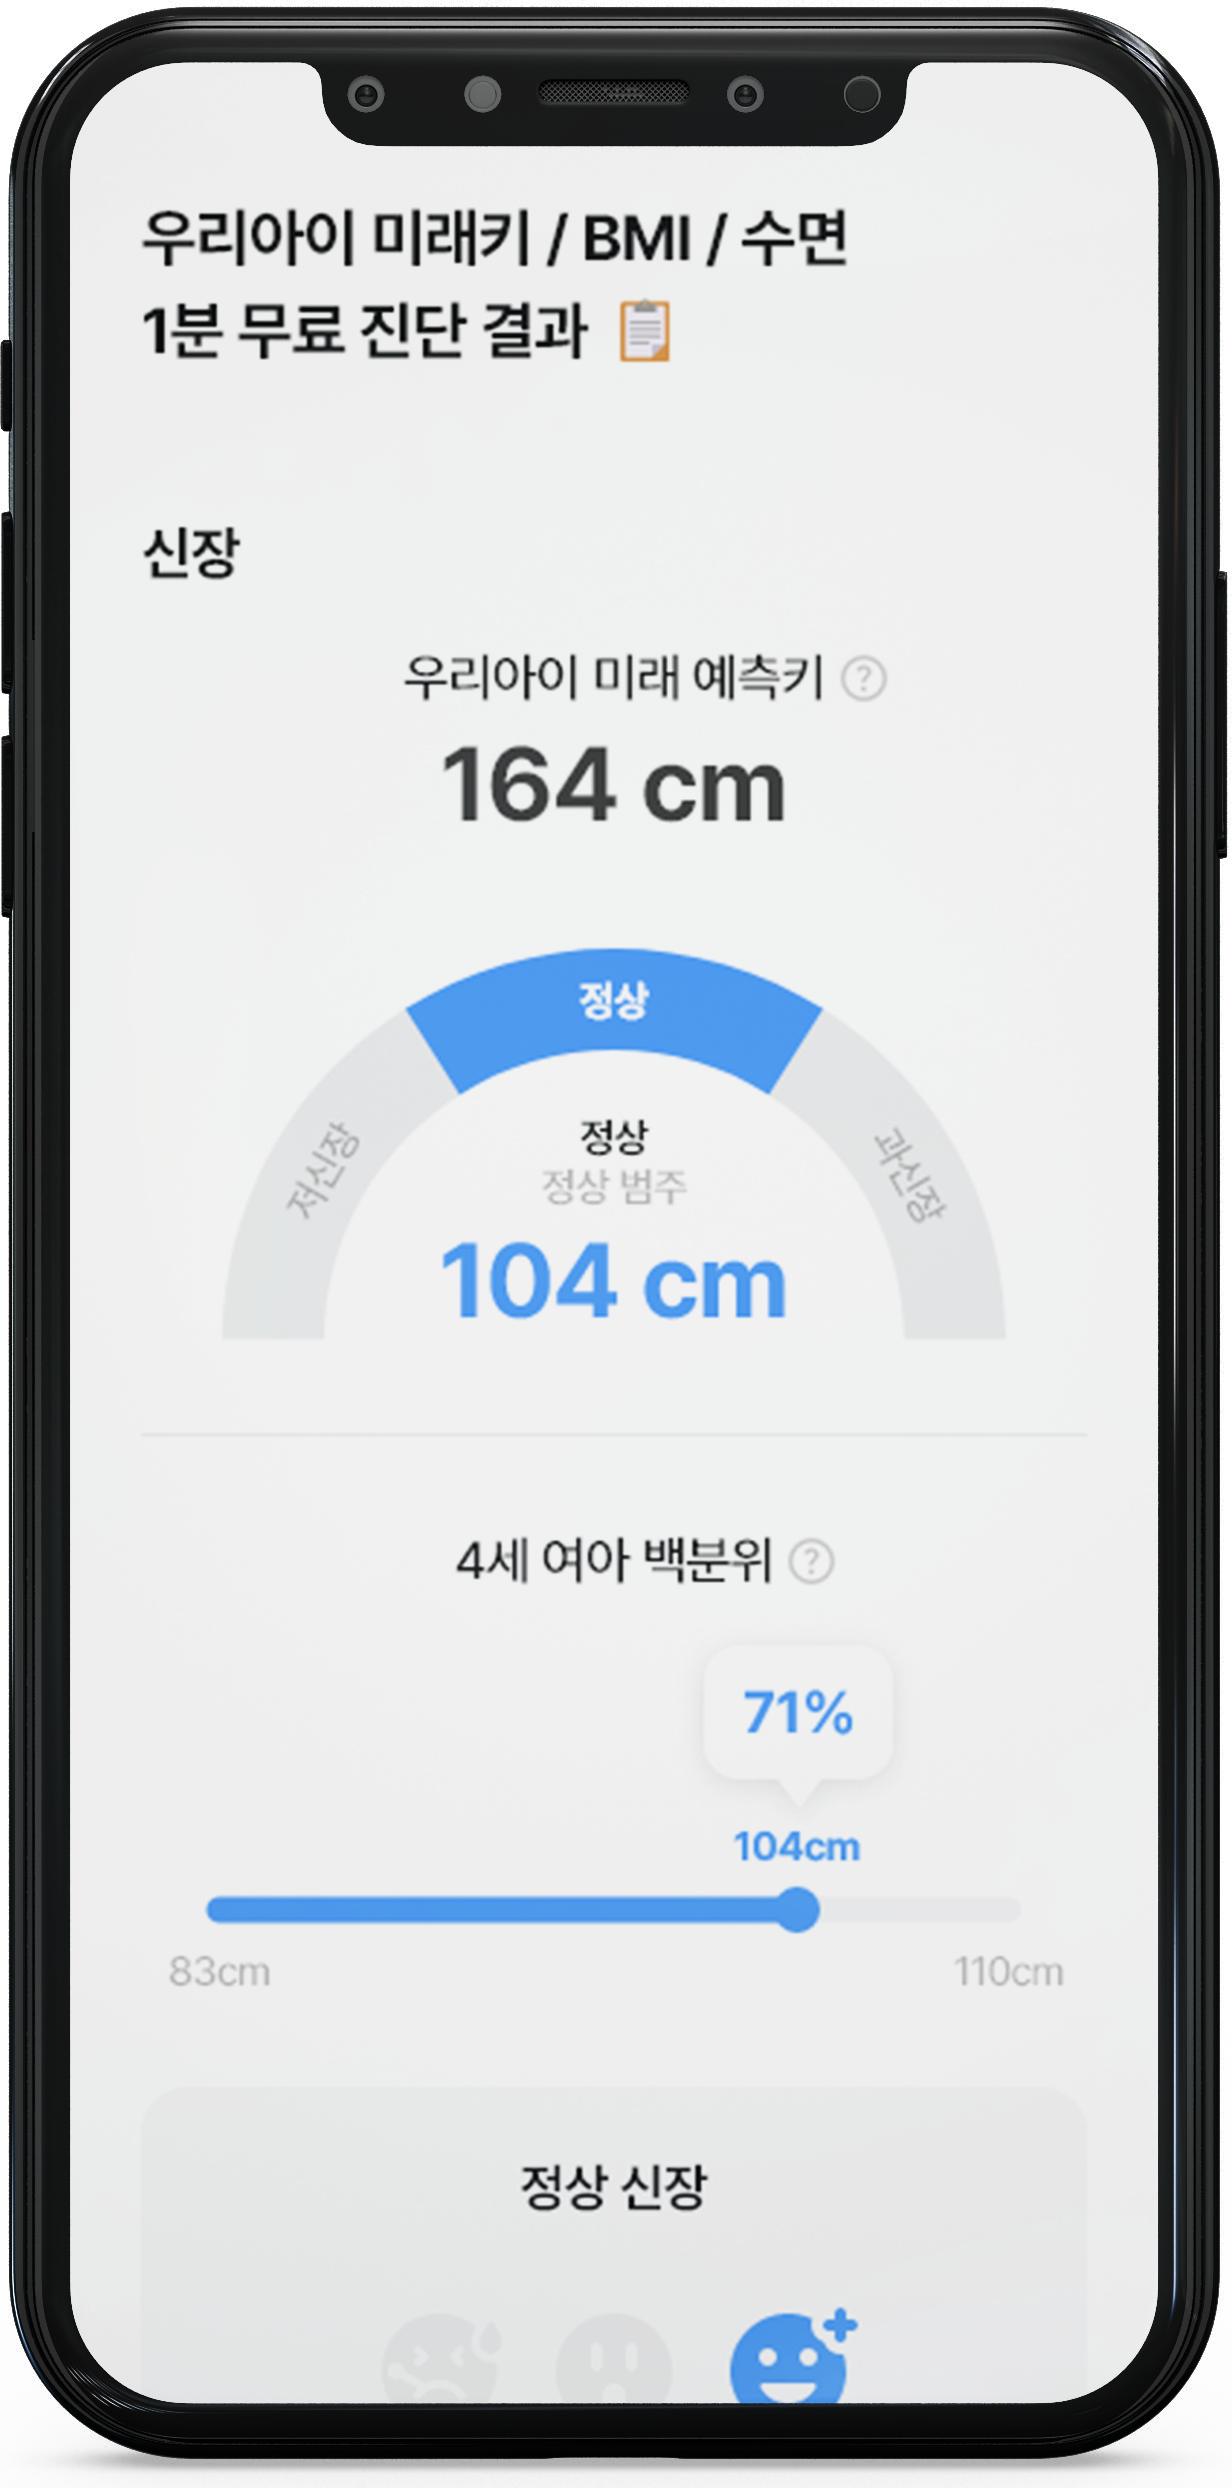 우리아이 미래키 / BMI / 수면
1분 무료 진단 결과
신장
우리아이 미래 예측키 ?
164 cm
정상
저신장
과신장
정상
정상 범주
104 cm
4세 여아 백분위 ?
71%
104cm
83cm
110cm
정상 신장